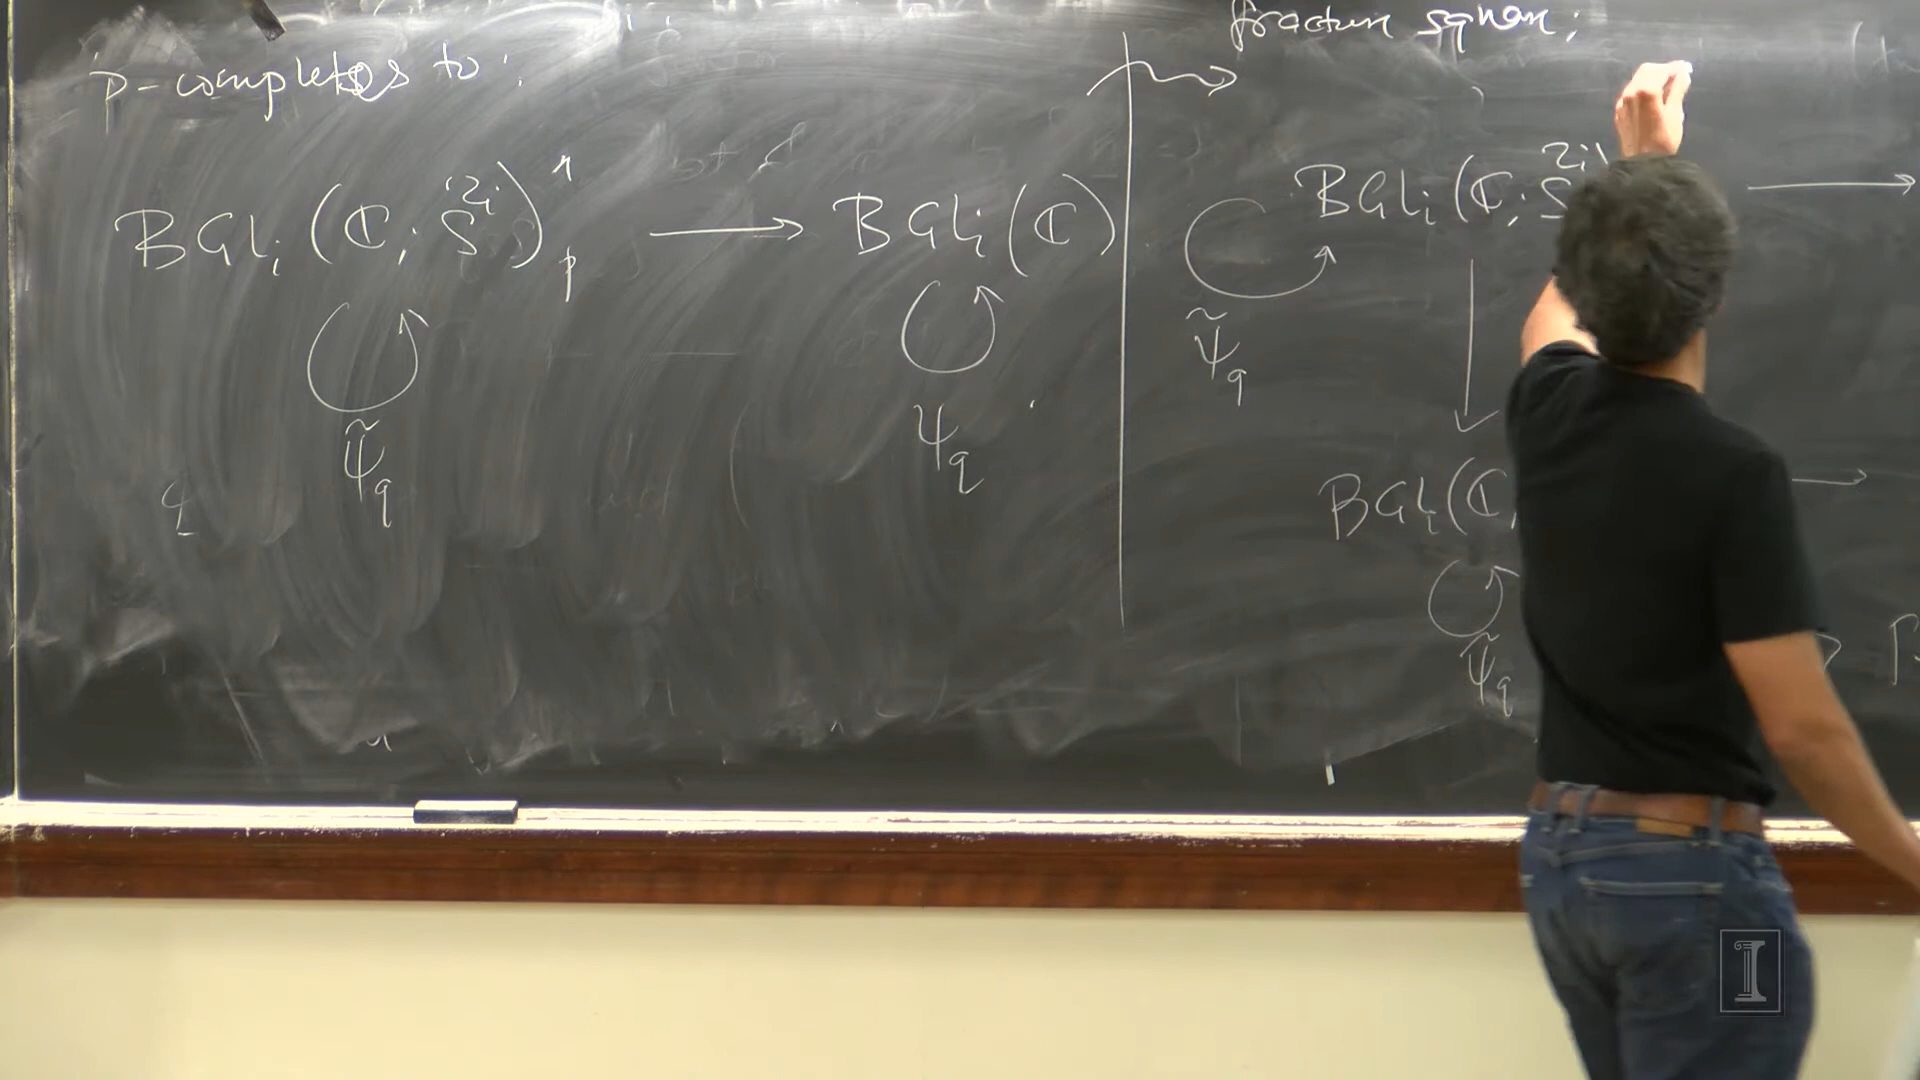 p-completes to:
BGL_i (ℂ; S^{2i})^∧_p ⟶ BGL_i (ℂ)
ψ̃_q
ψ_q
fracture square:
BGL_i (ℂ; S^{2i}) ⟶
ψ̃_q
BGL_i (ℂ,
ψ̃_q
I